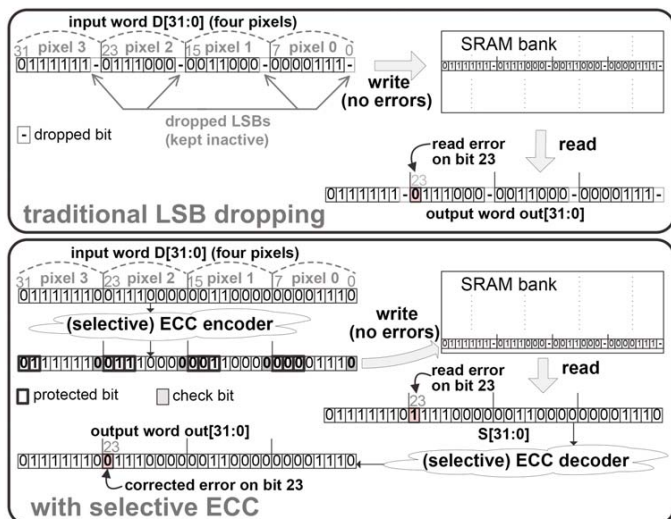 input word D[31:0] (four pixels)
31 pixel 3 23 pixel 2 15 pixel 1 7 pixel 0 0
0111111-0111000-0011000-0000111-
dropped LSBs
(kept inactive)
- dropped bit
write
(no errors)
SRAM bank
0111111-0111000-0011000-0000111-
read
read error
on bit 23
23
0111111-0111000-0011000-0000111-
output word out[31:0]
traditional LSB dropping
input word D[31:0] (four pixels)
31 pixel 3 23 pixel 2 15 pixel 1 7 pixel 0 0
(selective) ECC encoder
protected bit
check bit
write
(no errors)
SRAM bank
read
read error
on bit 23
23
S[31:0]
(selective) ECC decoder
output word out[31:0]
23
corrected error on bit 23
with selective ECC